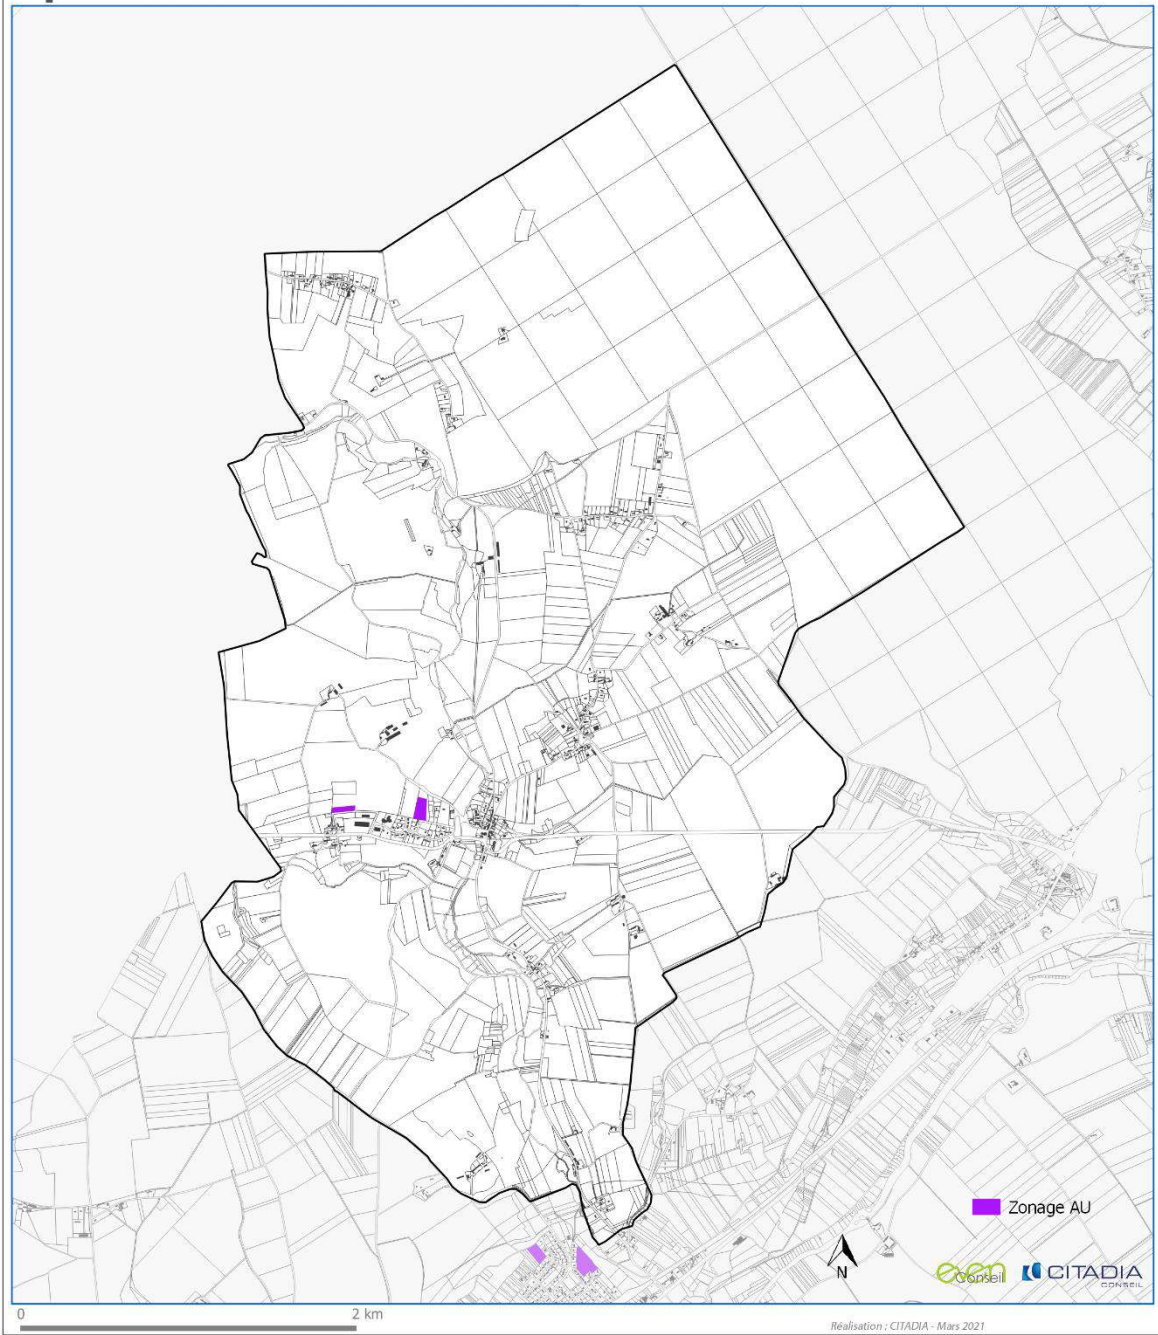 Zonage AU
N
even
Conseil
CITADIA
CONSEIL
0
2 km
Réalisation : CITADIA - Mars 2021